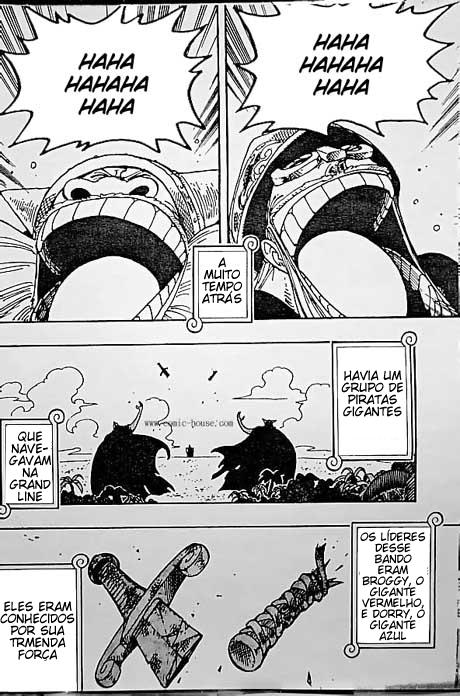 HAHA
HAHAHA
HAHA
HAHA
HAHAHA
HAHA
A
MUITO
TEMPO
ATRÁS
HAVIA UM
GRUPO DE
PIRATAS
GIGANTES
www.comic-house.com
QUE
NAVE-
GAVAM
NA
GRAND
LINE
OS LÍDERES
DESSE
BANDO
ERAM
BROGGY, O
GIGANTE
VERMELHO,
E DORRY, O
GIGANTE
AZUL
ELES ERAM
CONHECIDOS
POR SUA
TRMENDA
FORÇA